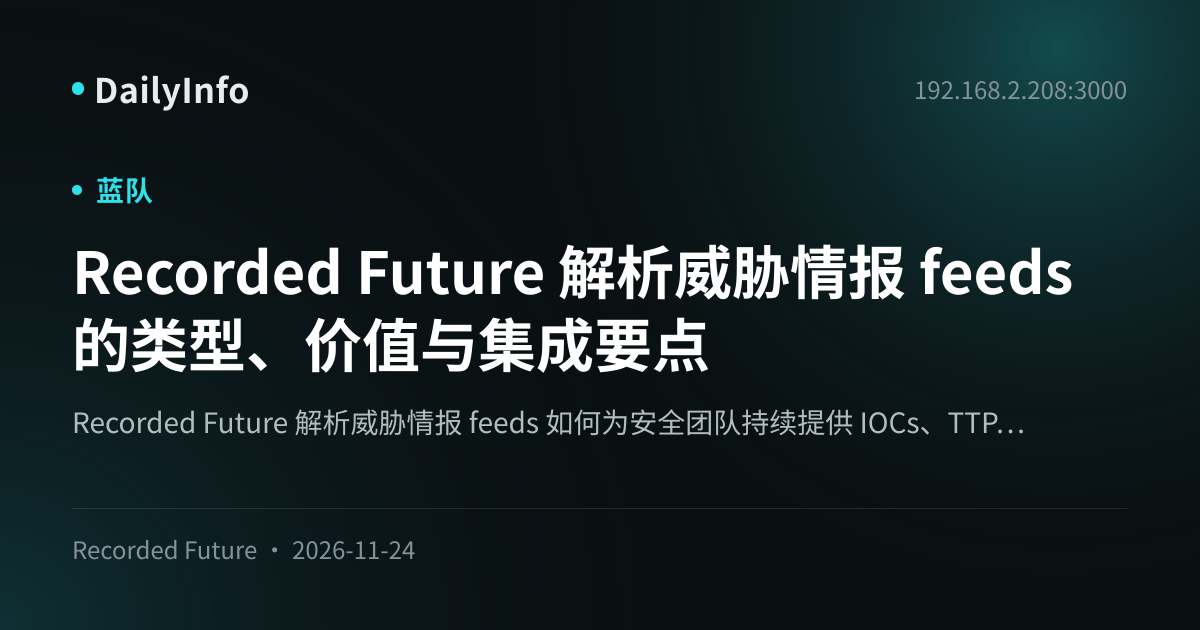 DailyInfo
192.168.2.208:3000
蓝队
Recorded Future 解析威胁情报 feeds
的类型、价值与集成要点
Recorded Future 解析威胁情报 feeds 如何为安全团队持续提供 IOCs、TTP…
Recorded Future · 2026-11-24